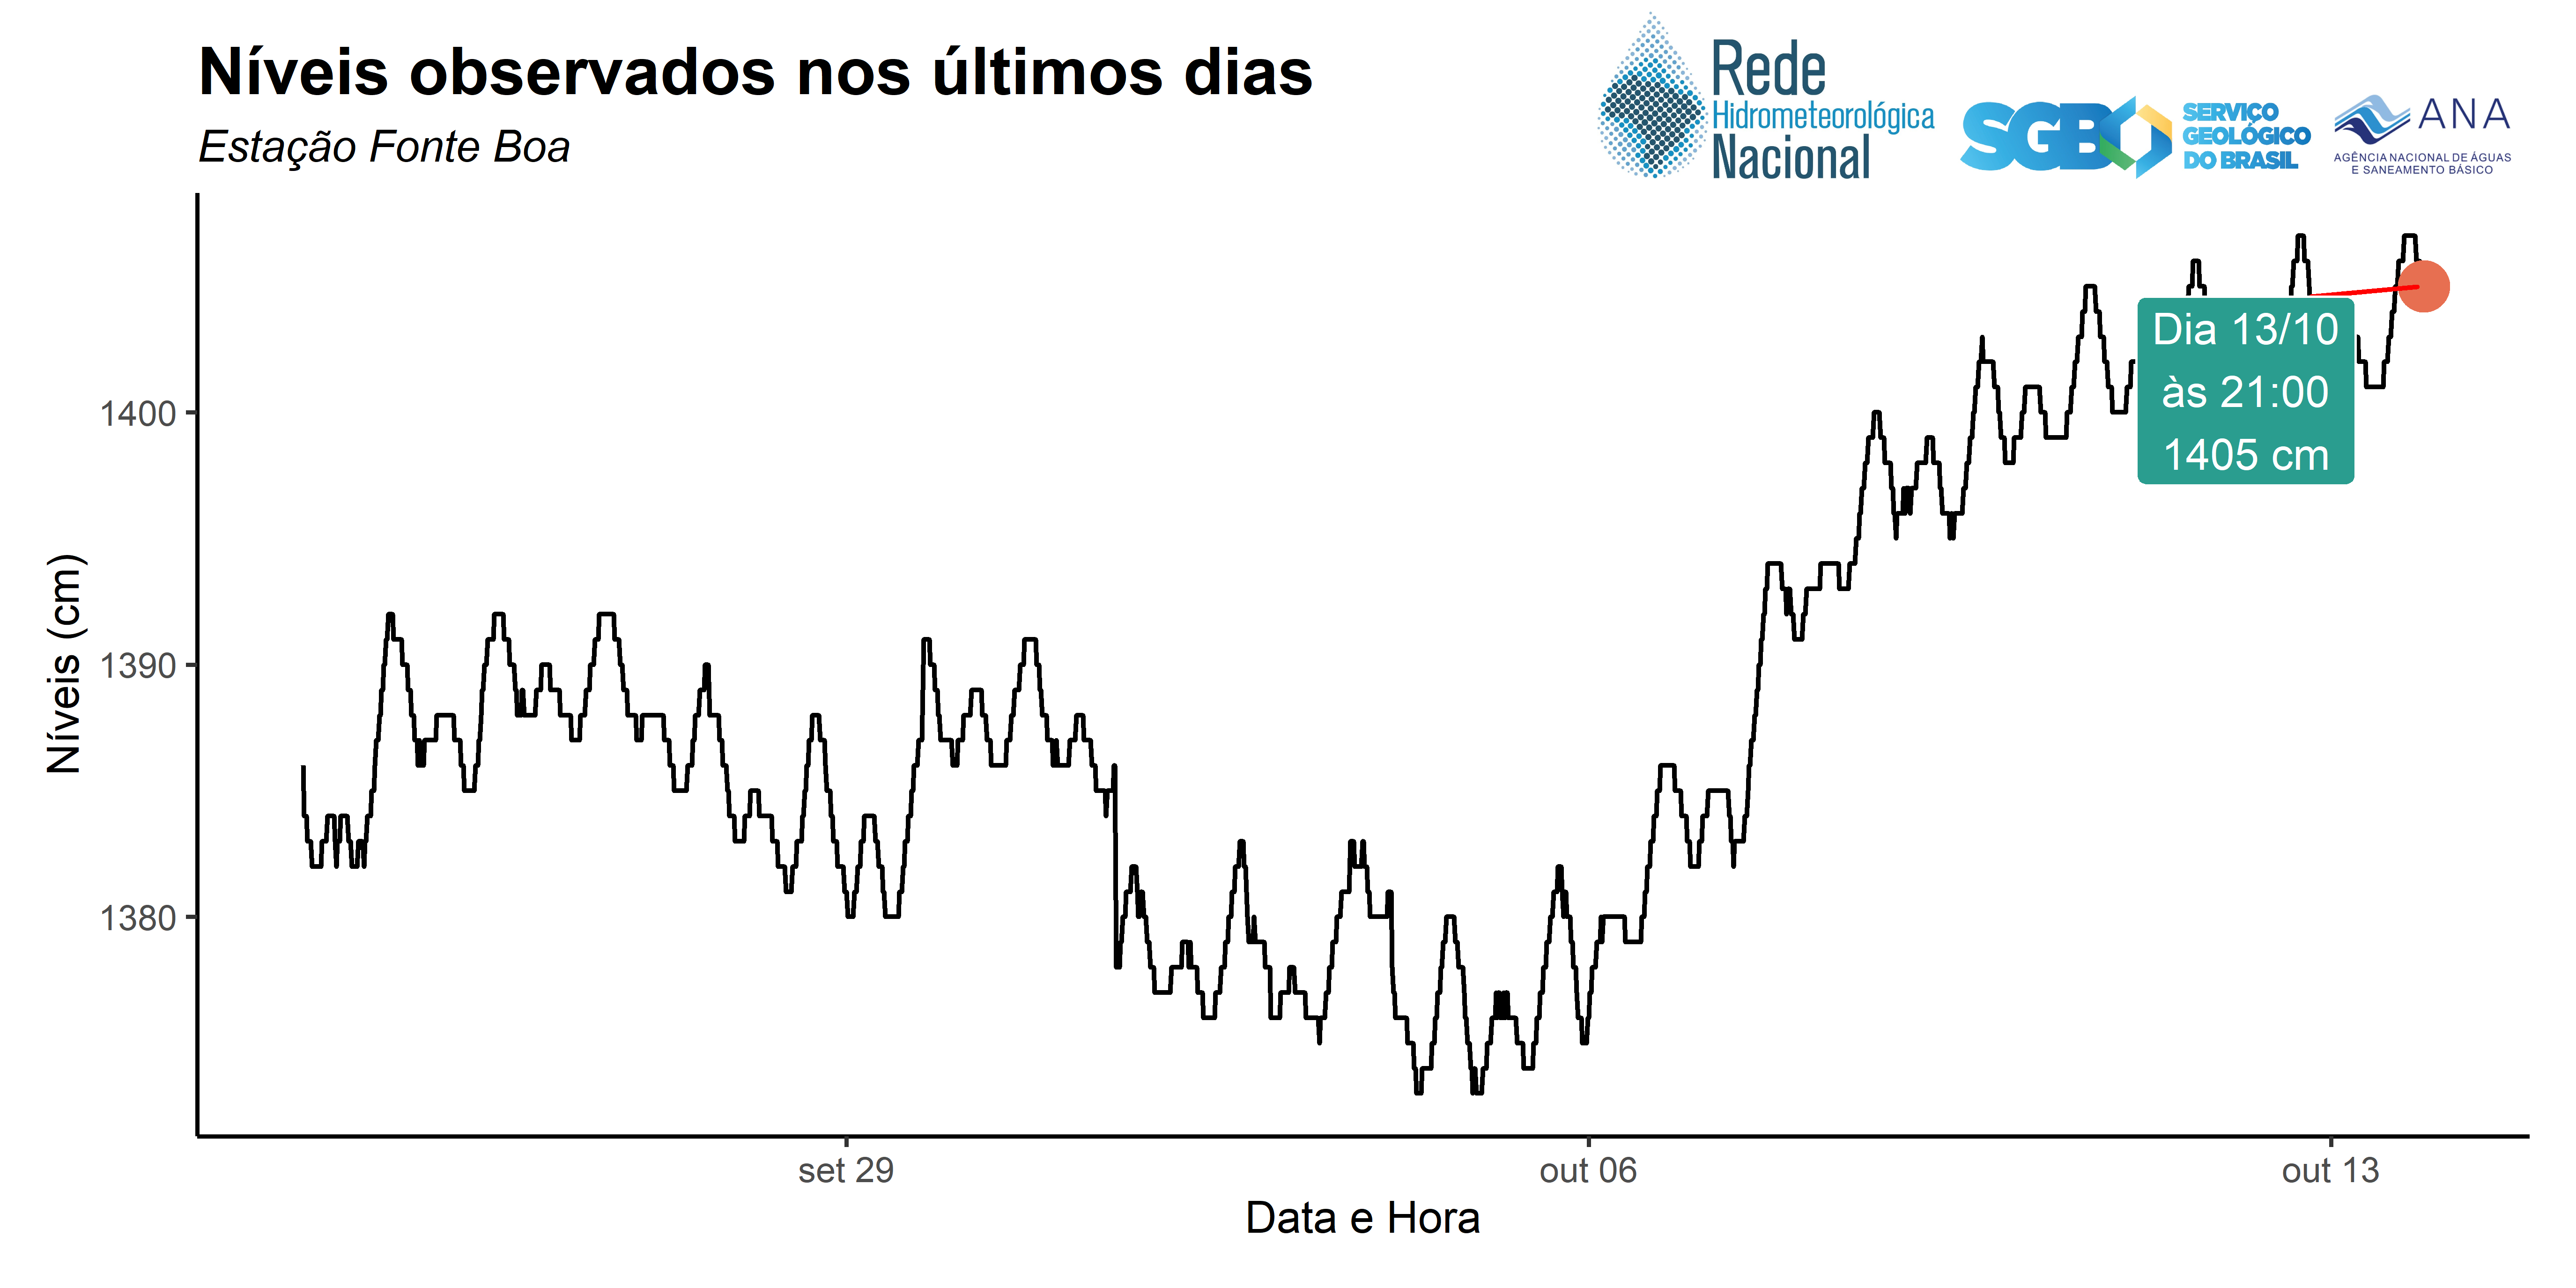 Níveis observados nos últimos dias
Estação Fonte Boa
Rede
Hidrometeorológica
Nacional
SGB
SERVIÇO
GEOLÓGICO
DO BRASIL
ANA
AGÊNCIA NACIONAL DE ÁGUAS
E SANEAMENTO BÁSICO
Dia 13/10
às 21:00
1405 cm
Níveis (cm)
1400
1390
1380
set 29
out 06
out 13
Data e Hora